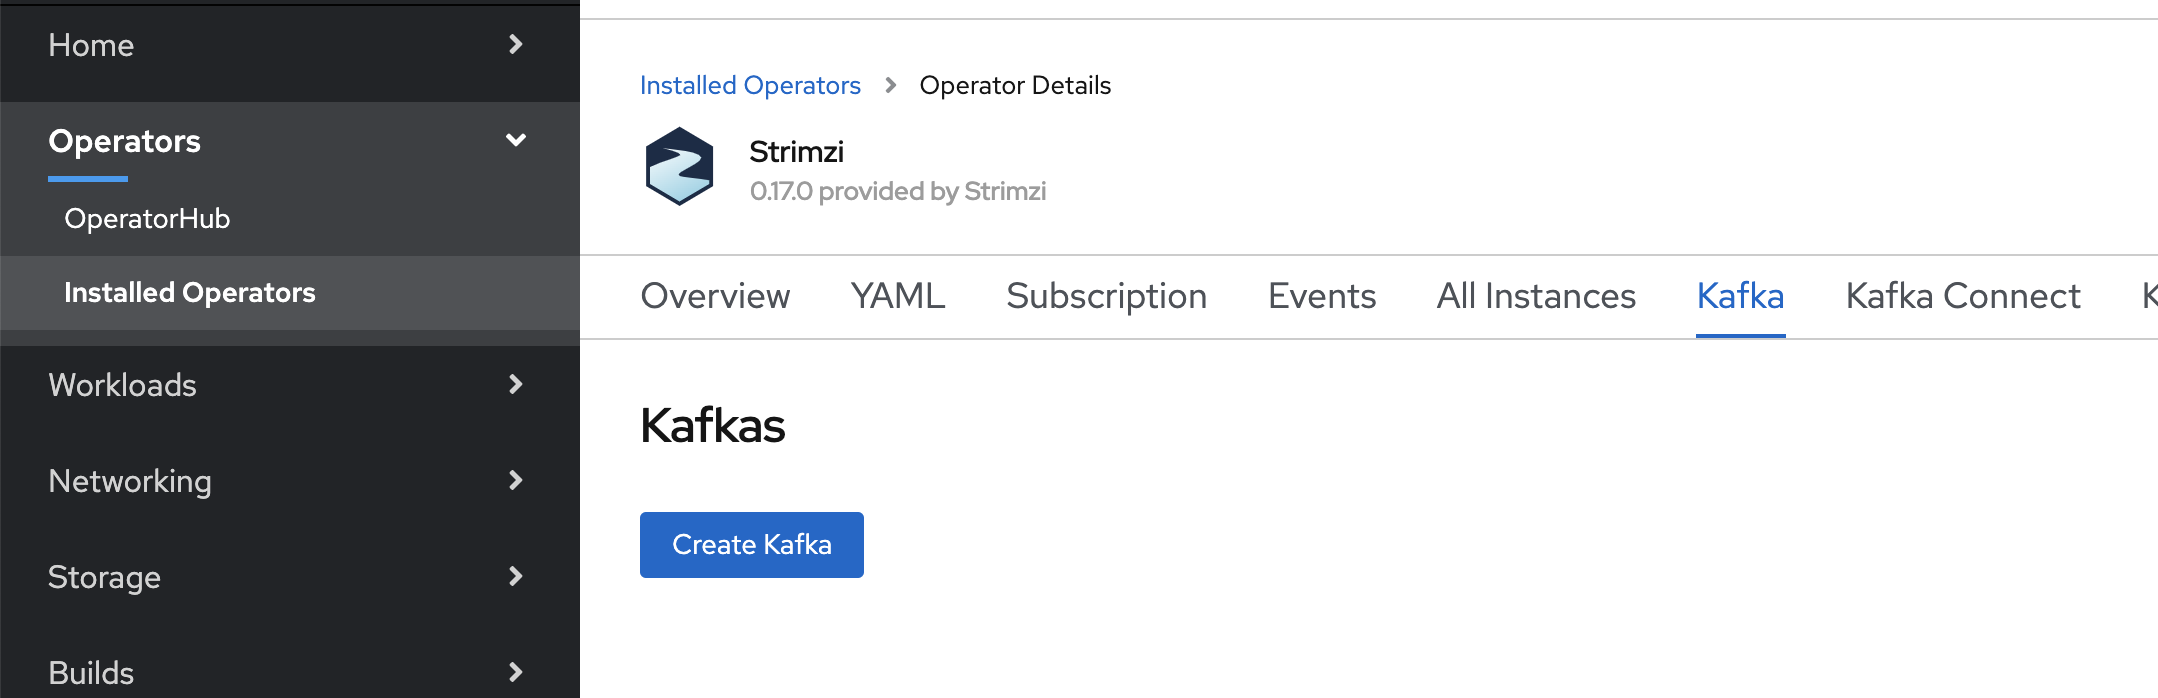 Home
Operators
OperatorHub
Installed Operators
Workloads
Networking
Storage
Builds
Installed Operators Operator Details
Strimzi
0.17.0 provided by Strimzi
Overview YAML Subscription Events All Instances Kafka Kafka Connect
Kafkas
Create Kafka